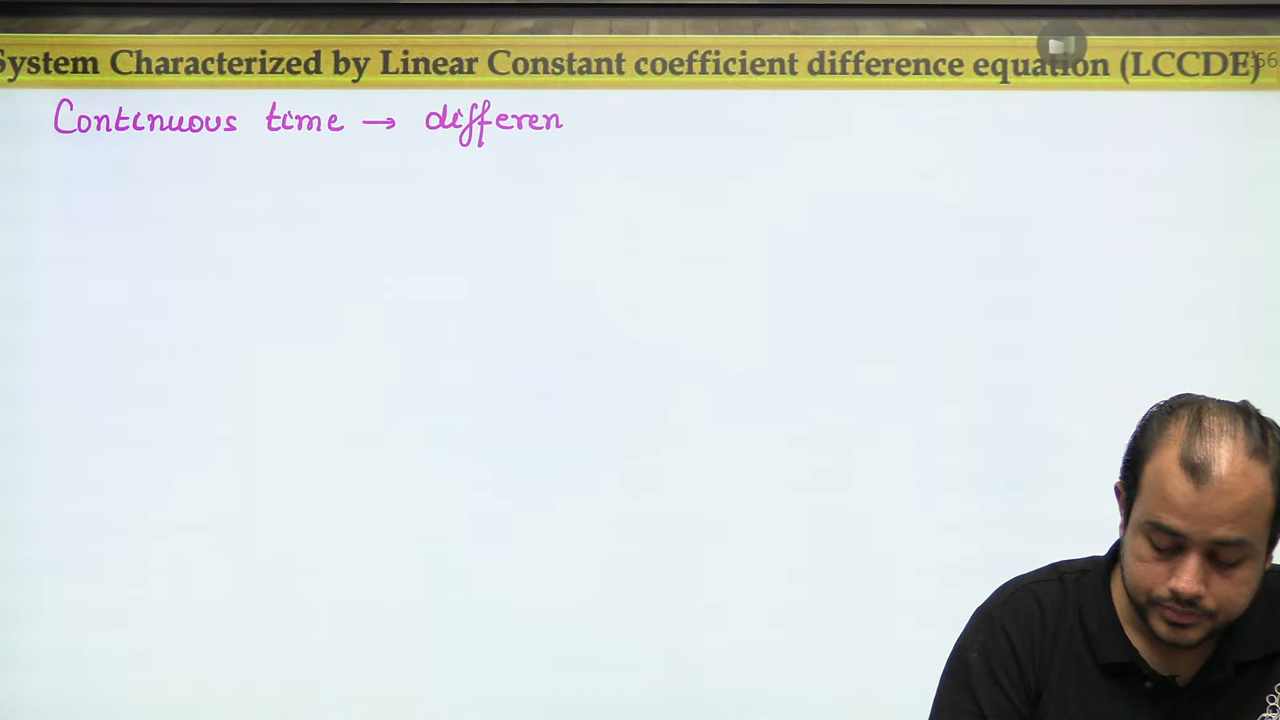 System Characterized by Linear Constant coefficient difference equation (LCCDE)
Continuous time → differen